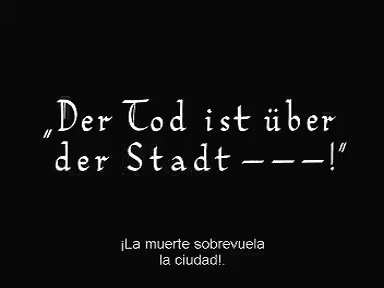 „Der Tod ist über
der Stadt ———!“
¡La muerte sobrevuela
la ciudad!.